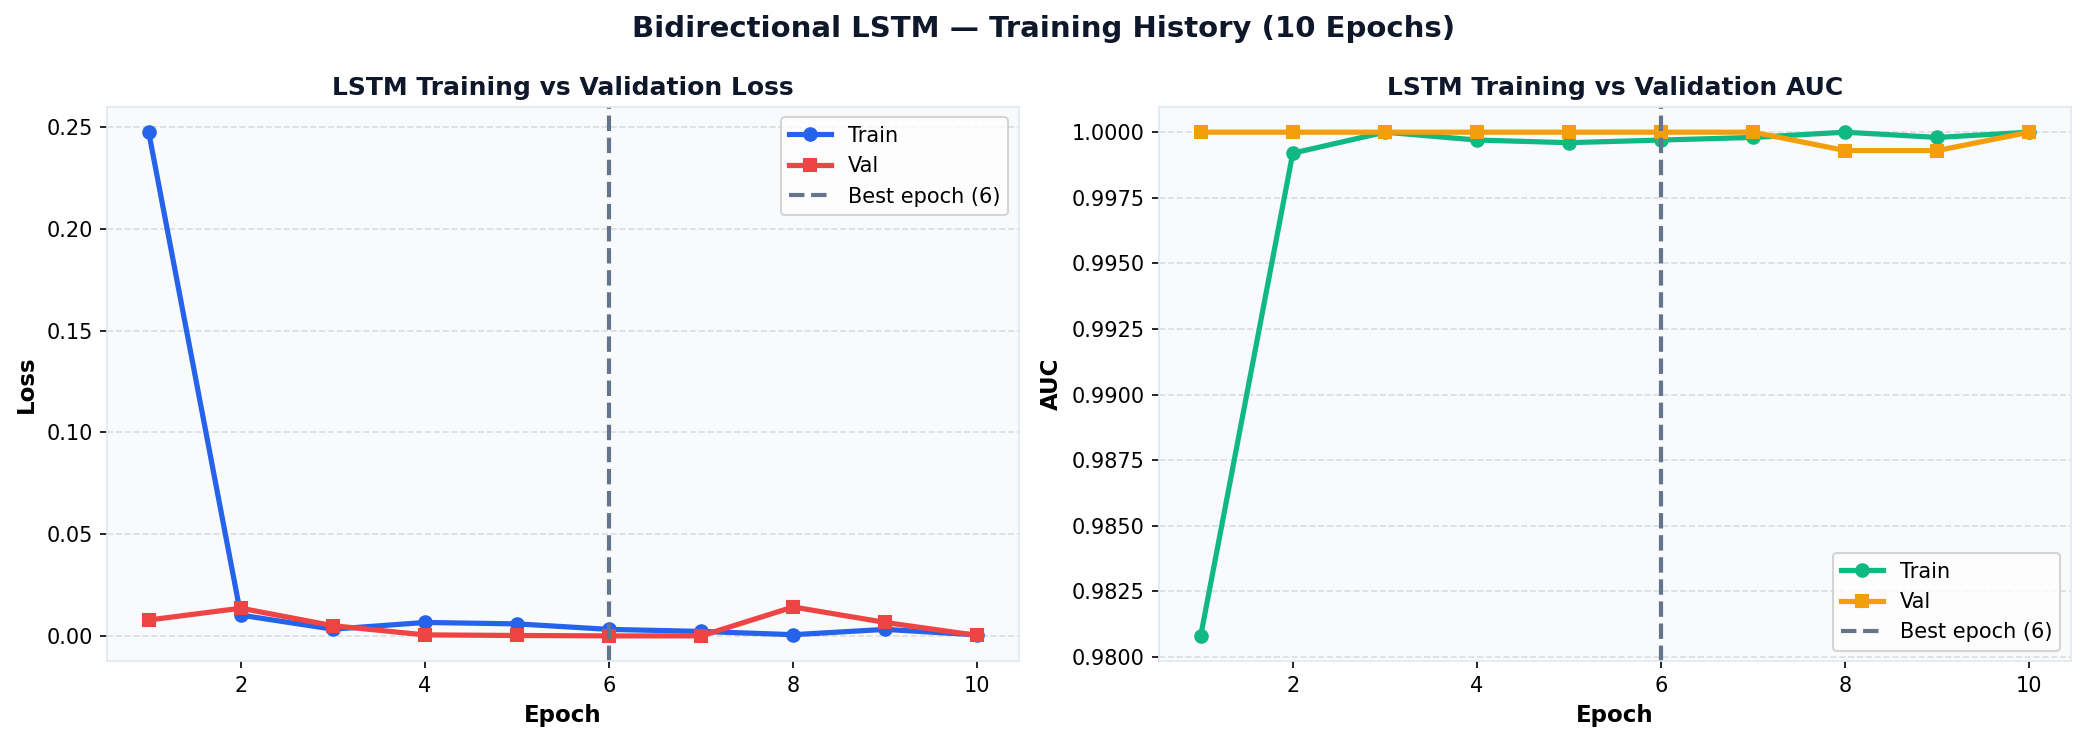 Bidirectional LSTM — Training History (10 Epochs)
LSTM Training vs Validation Loss
0.25
0.20
0.15
0.10
0.05
0.00
Loss
Train
Val
Best epoch (6)
2 4 6 8 10
Epoch
LSTM Training vs Validation AUC
1.0000
0.9975
0.9950
0.9925
0.9900
0.9875
0.9850
0.9825
0.9800
AUC
Train
Val
Best epoch (6)
2 4 6 8 10
Epoch